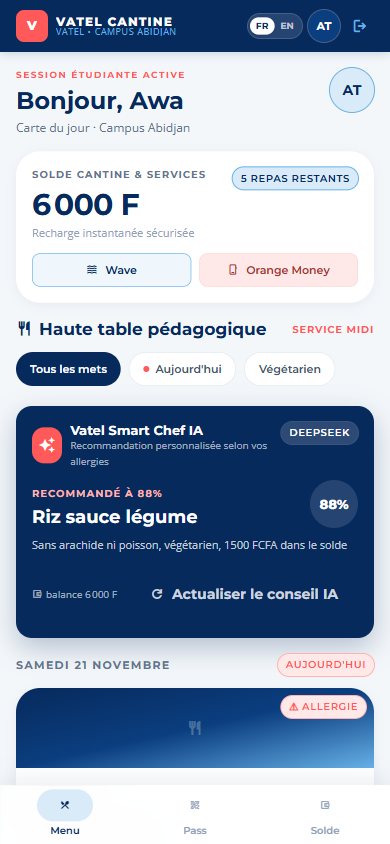 V
VATEL CANTINE
VATEL • CAMPUS ABIDJAN
FR EN
AT
SESSION ÉTUDIANTE ACTIVE
Bonjour, Awa
Carte du jour · Campus Abidjan
AT
SOLDE CANTINE & SERVICES
5 REPAS RESTANTS
6 000 F
Recharge instantanée sécurisée
Wave
Orange Money
Haute table pédagogique
SERVICE MIDI
Tous les mets
Aujourd'hui
Végétarien
Vatel Smart Chef IA
Recommandation personnalisée selon vos
allergies
DEEPSEEK
RECOMMANDÉ À 88%
Riz sauce légume
88%
Sans arachide ni poisson, végétarien, 1500 FCFA dans le solde
balance 6 000 F
Actualiser le conseil IA
SAMEDI 21 NOVEMBRE
AUJOURD'HUI
⚠ ALLERGIE
Menu
Pass
Solde